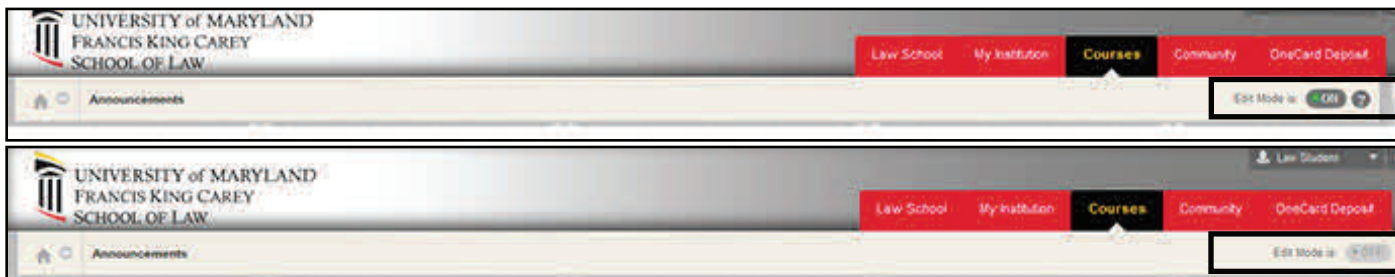 UNIVERSITY of MARYLAND
FRANCIS KING CAREY
SCHOOL OF LAW
Law School My Institution Courses Community OneCard Deposit
Announcements Edit Mode is: ON ?
Law Student
UNIVERSITY of MARYLAND
FRANCIS KING CAREY
SCHOOL OF LAW
Law School My Institution Courses Community OneCard Deposit
Announcements Edit Mode is: OFF